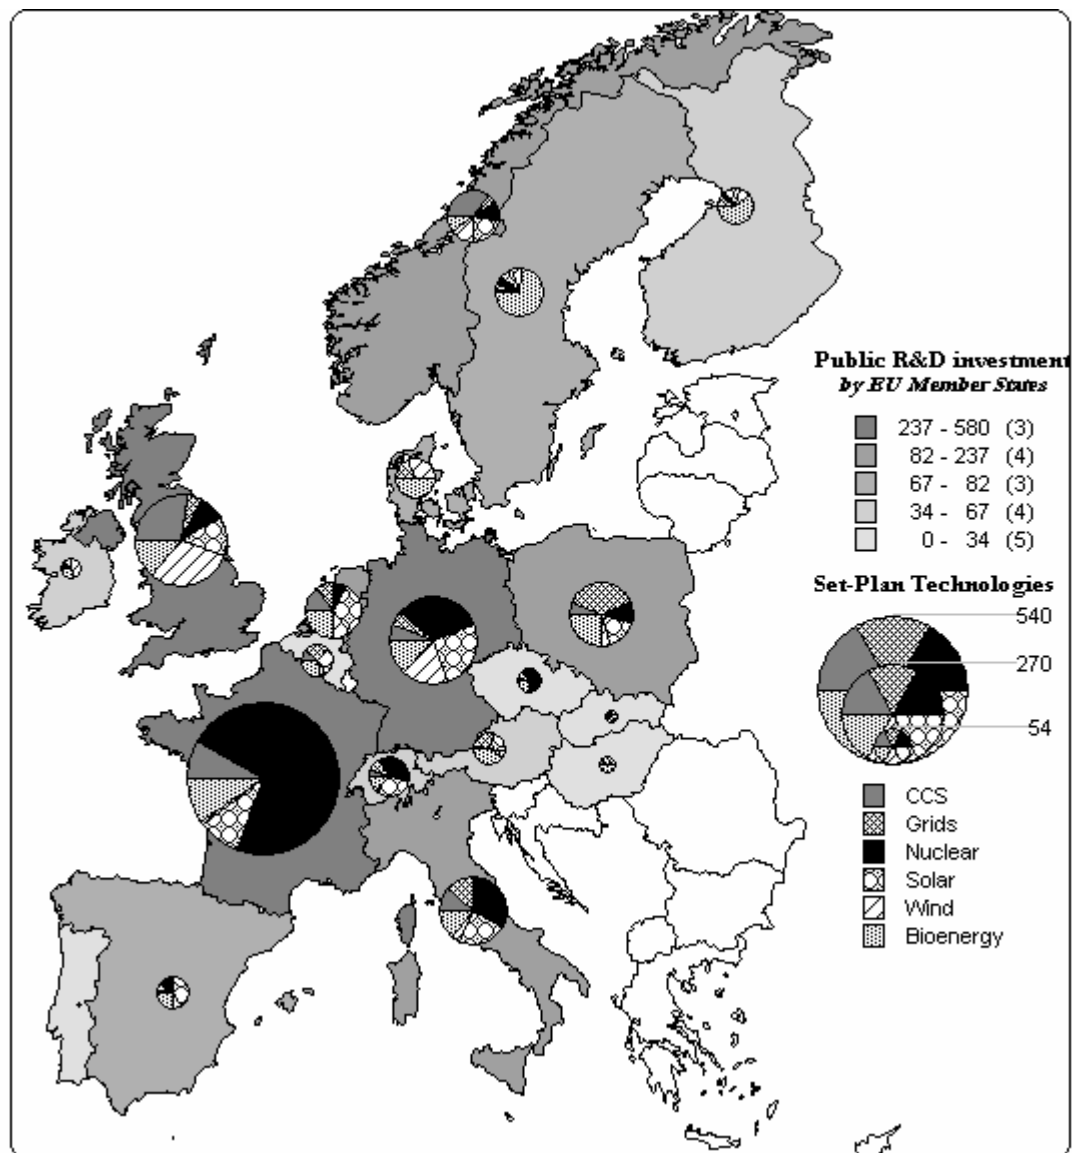 Public R&D investment
by EU Member States
237 - 580 (3)
82 - 237 (4)
67 - 82 (3)
34 - 67 (4)
0 - 34 (5)
Set-Plan Technologies
540
270
54
CCS
Grids
Nuclear
Solar
Wind
Bioenergy